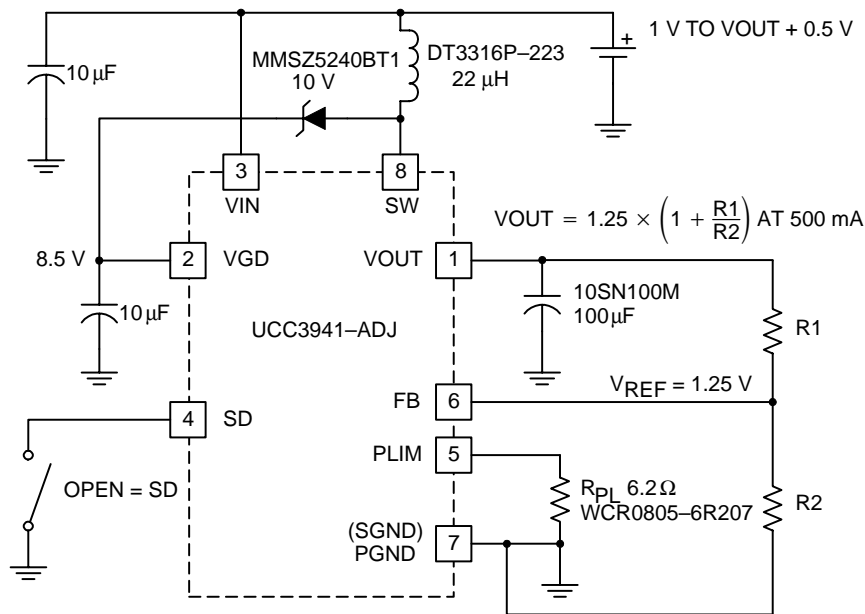 1 V TO VOUT + 0.5 V
10 μF
MMSZ5240BT1
10 V
DT3316P–223
22 μH
3
VIN
8
SW
VOUT = 1.25 × (1 + R1/R2) AT 500 mA
8.5 V
2
VGD
VOUT
1
10 μF
10SN100M
100 μF
R1
UCC3941–ADJ
VREF = 1.25 V
4
SD
FB
6
PLIM
5
OPEN = SD
RPL 6.2 Ω
WCR0805–6R207
R2
(SGND)
PGND
7